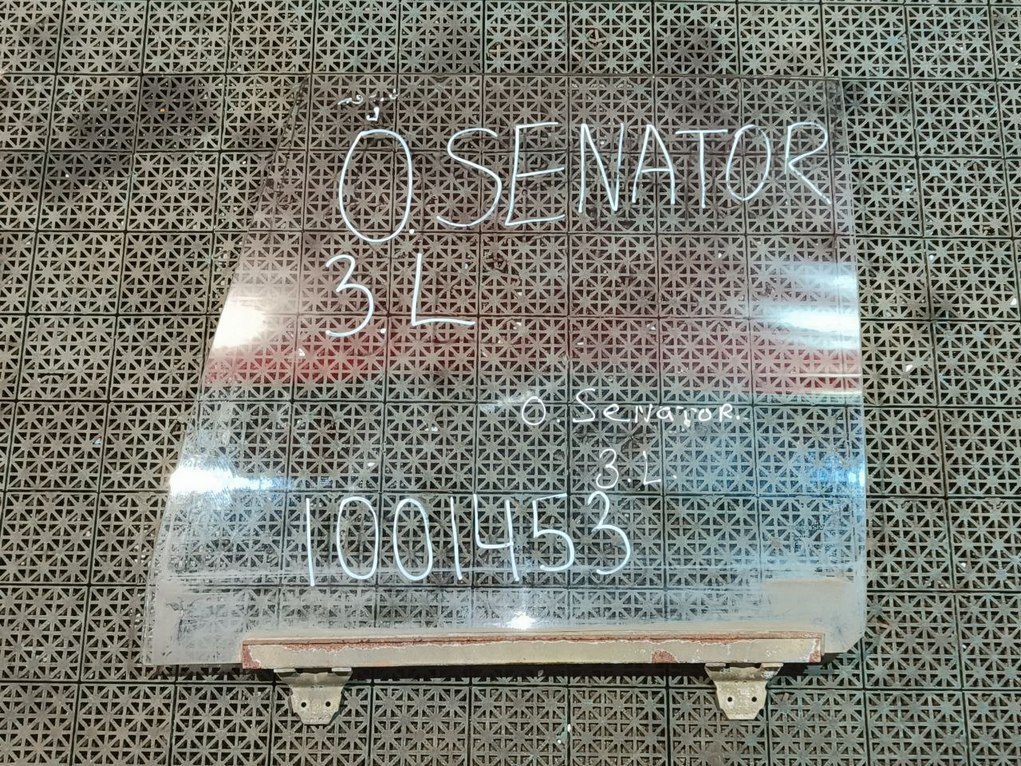 O. SENATOR
3. L
O. SENATOR.
3. L.
1001453